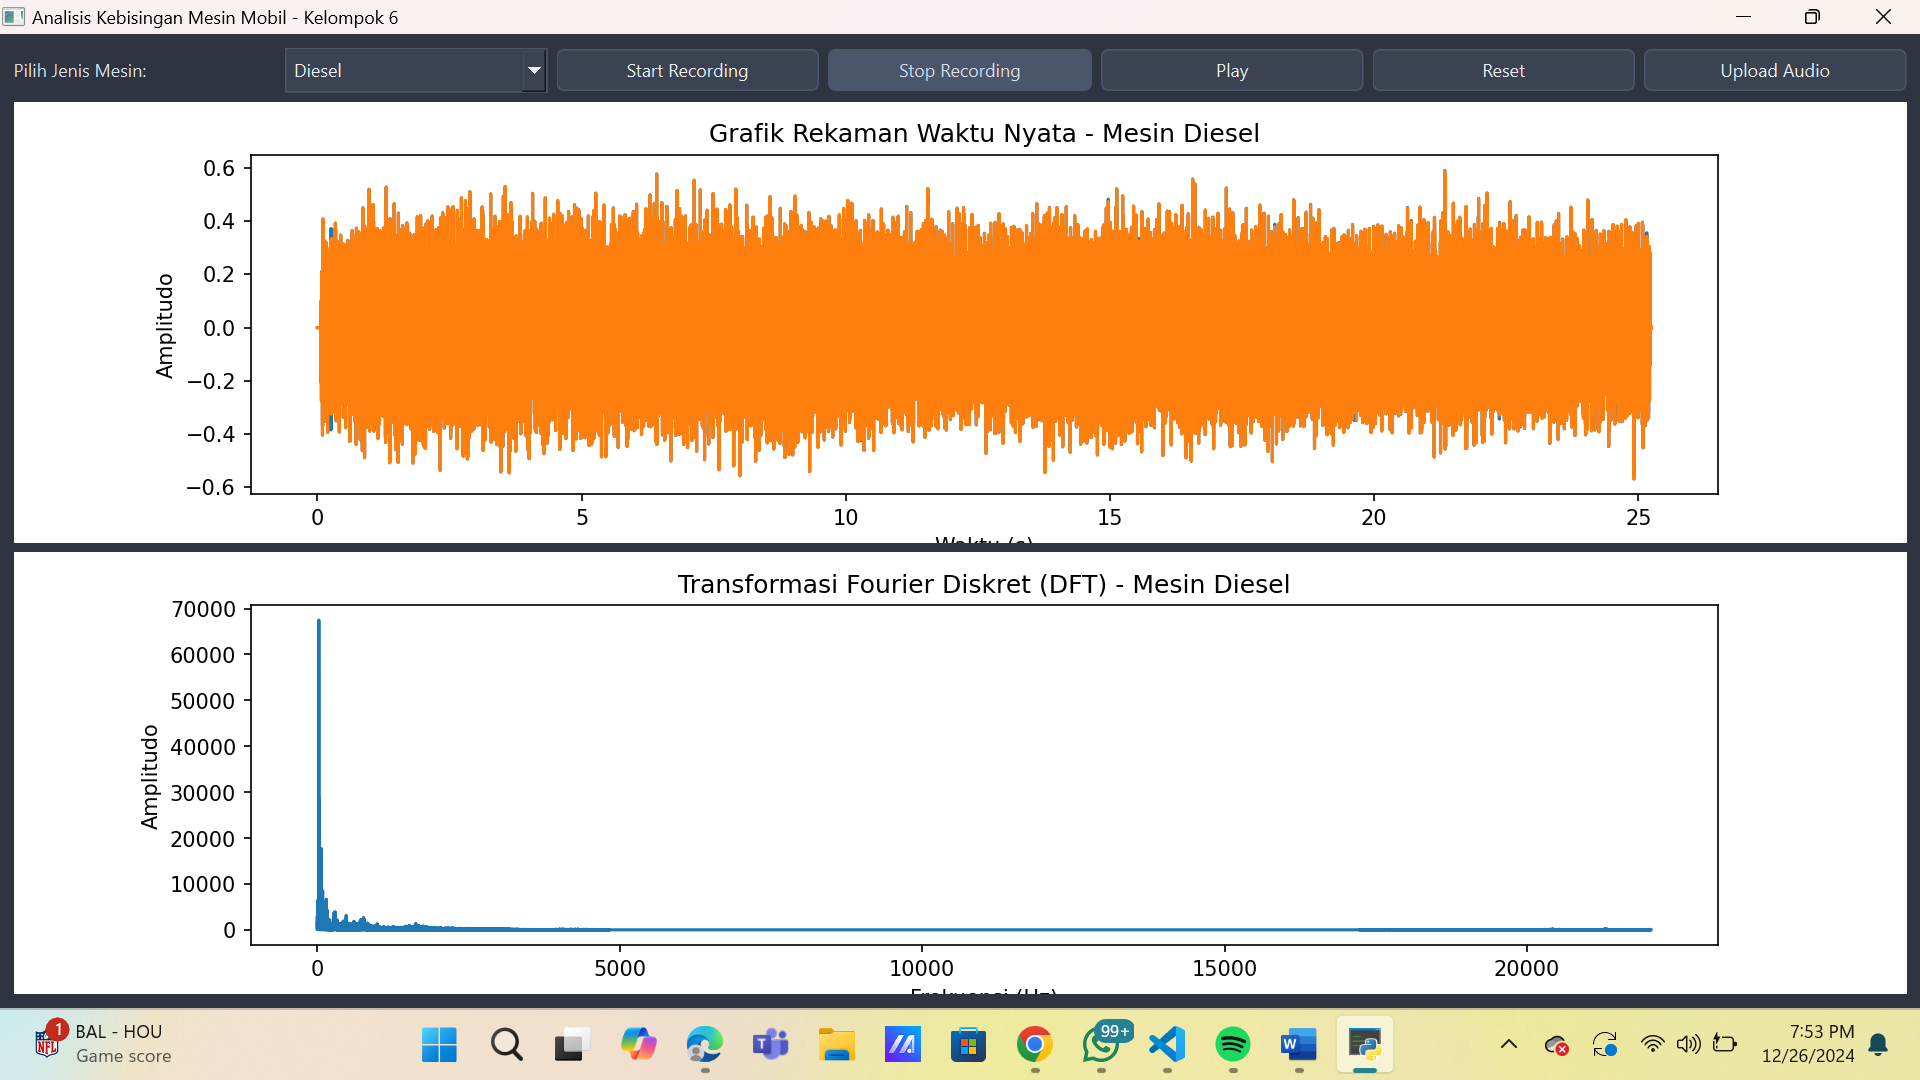 Analisis Kebisingan Mesin Mobil - Kelompok 6
Pilih Jenis Mesin:
Diesel
Start Recording
Stop Recording
Play
Reset
Upload Audio
Grafik Rekaman Waktu Nyata - Mesin Diesel
Amplitudo
0.6
0.4
0.2
0.0
−0.2
−0.4
−0.6
0
5
10
15
20
25
Waktu (s)
Transformasi Fourier Diskret (DFT) - Mesin Diesel
Amplitudo
70000
60000
50000
40000
30000
20000
10000
0
0
5000
10000
15000
20000
Frekuensi (Hz)
1
NFL
BAL - HOU
Game score
T
99+
W
7:53 PM
12/26/2024